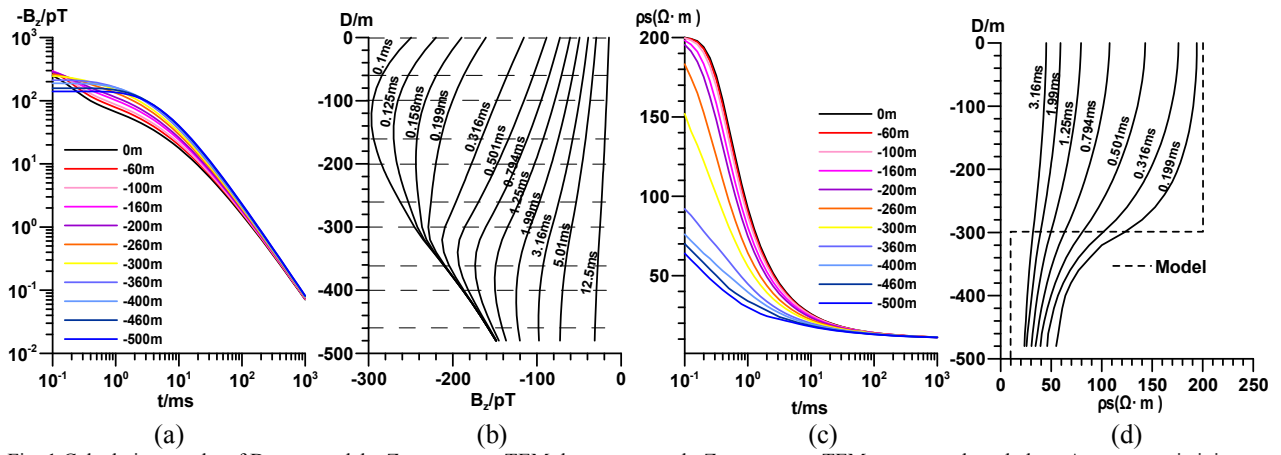 -Bz/pT
10³
10²
10¹
10⁰
10⁻¹
10⁻²
10⁻¹ 10⁰ 10¹ 10² 10³
t/ms
0m
-60m
-100m
-160m
-200m
-260m
-300m
-360m
-400m
-460m
-500m
(a)
D/m
0
-100
-200
-300
-400
-500
-300 -200 -100 0
Bz/pT
0.1ms
0.125ms
0.158ms
0.199ms
0.316ms
0.501ms
0.794ms
1.25ms
1.99ms
3.16ms
5.01ms
12.5ms
(b)
ρs(Ω·m)
200
150
100
50
10⁻¹ 10⁰ 10¹ 10² 10³
t/ms
0m
-60m
-100m
-160m
-200m
-260m
-300m
-360m
-400m
-460m
-500m
(c)
D/m
0
-100
-200
-300
-400
-500
0 50 100 150 200 250
ρs(Ω·m)
3.16ms
1.99ms
1.26ms
0.794ms
0.501ms
0.316ms
0.199ms
Model
(d)